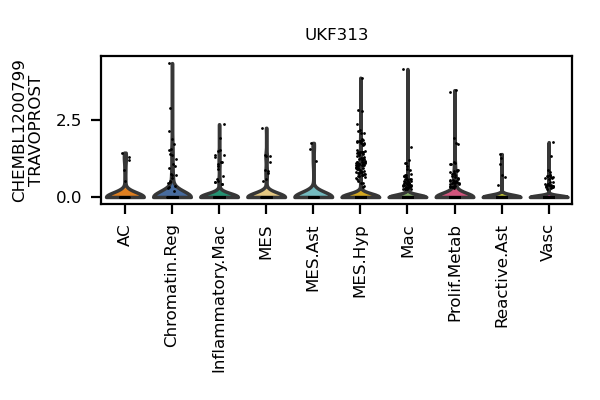 UKF313
CHEMBL1200799
TRAVOPROST
2.5
0.0
AC
Chromatin.Reg
Inflammatory.Mac
MES
MES.Ast
MES.Hyp
Mac
Prolif.Metab
Reactive.Ast
Vasc